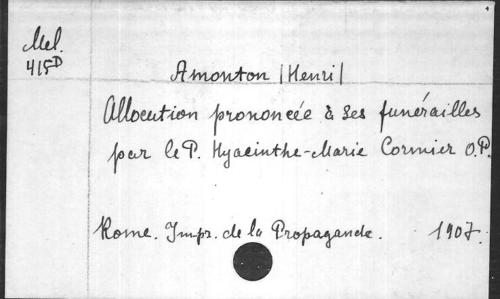 Mel.
415D
Amonton (Henri)
Allocution prononcée à ses funérailles
par le P. Hyacinthe-Marie Cormier O.P.
Rome. Impr. de la Propagande. 1907.